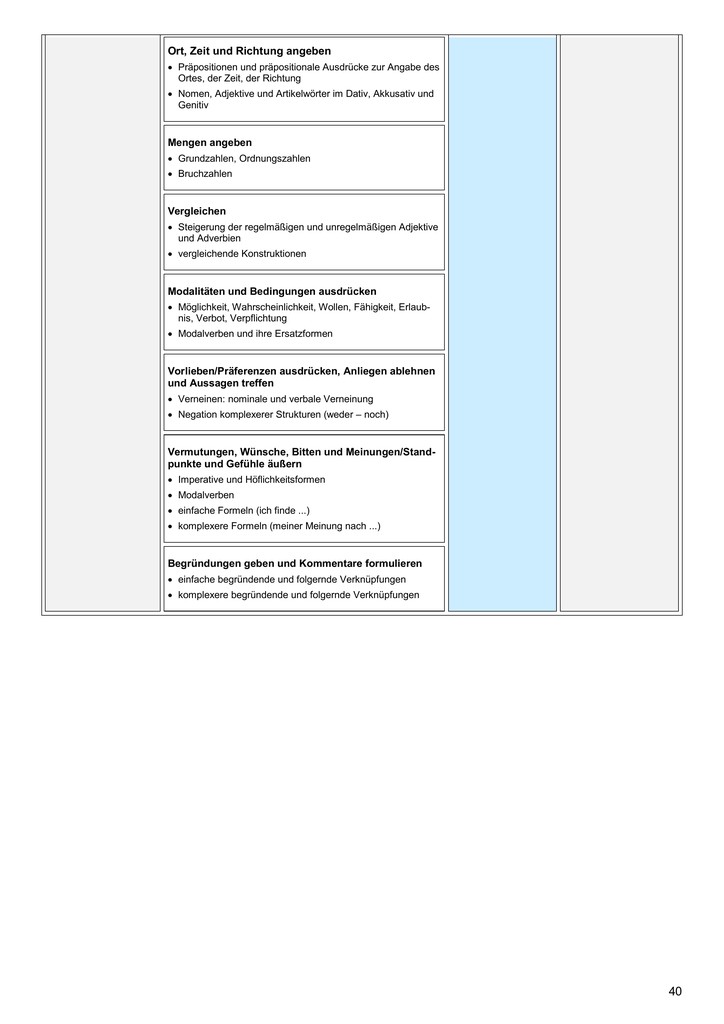 Ort, Zeit und Richtung angeben
• Präpositionen und präpositionale Ausdrücke zur Angabe des
Ortes, der Zeit, der Richtung
• Nomen, Adjektive und Artikelwörter im Dativ, Akkusativ und
Genitiv
Mengen angeben
• Grundzahlen, Ordnungszahlen
• Bruchzahlen
Vergleichen
• Steigerung der regelmäßigen und unregelmäßigen Adjektive
und Adverbien
• vergleichende Konstruktionen
Modalitäten und Bedingungen ausdrücken
• Möglichkeit, Wahrscheinlichkeit, Wollen, Fähigkeit, Erlaub-
nis, Verbot, Verpflichtung
• Modalverben und ihre Ersatzformen
Vorlieben/Präferenzen ausdrücken, Anliegen ablehnen
und Aussagen treffen
• Verneinen: nominale und verbale Verneinung
• Negation komplexerer Strukturen (weder – noch)
Vermutungen, Wünsche, Bitten und Meinungen/Stand-
punkte und Gefühle äußern
• Imperative und Höflichkeitsformen
• Modalverben
• einfache Formeln (ich finde ...)
• komplexere Formeln (meiner Meinung nach ...)
Begründungen geben und Kommentare formulieren
• einfache begründende und folgernde Verknüpfungen
• komplexere begründende und folgernde Verknüpfungen
40